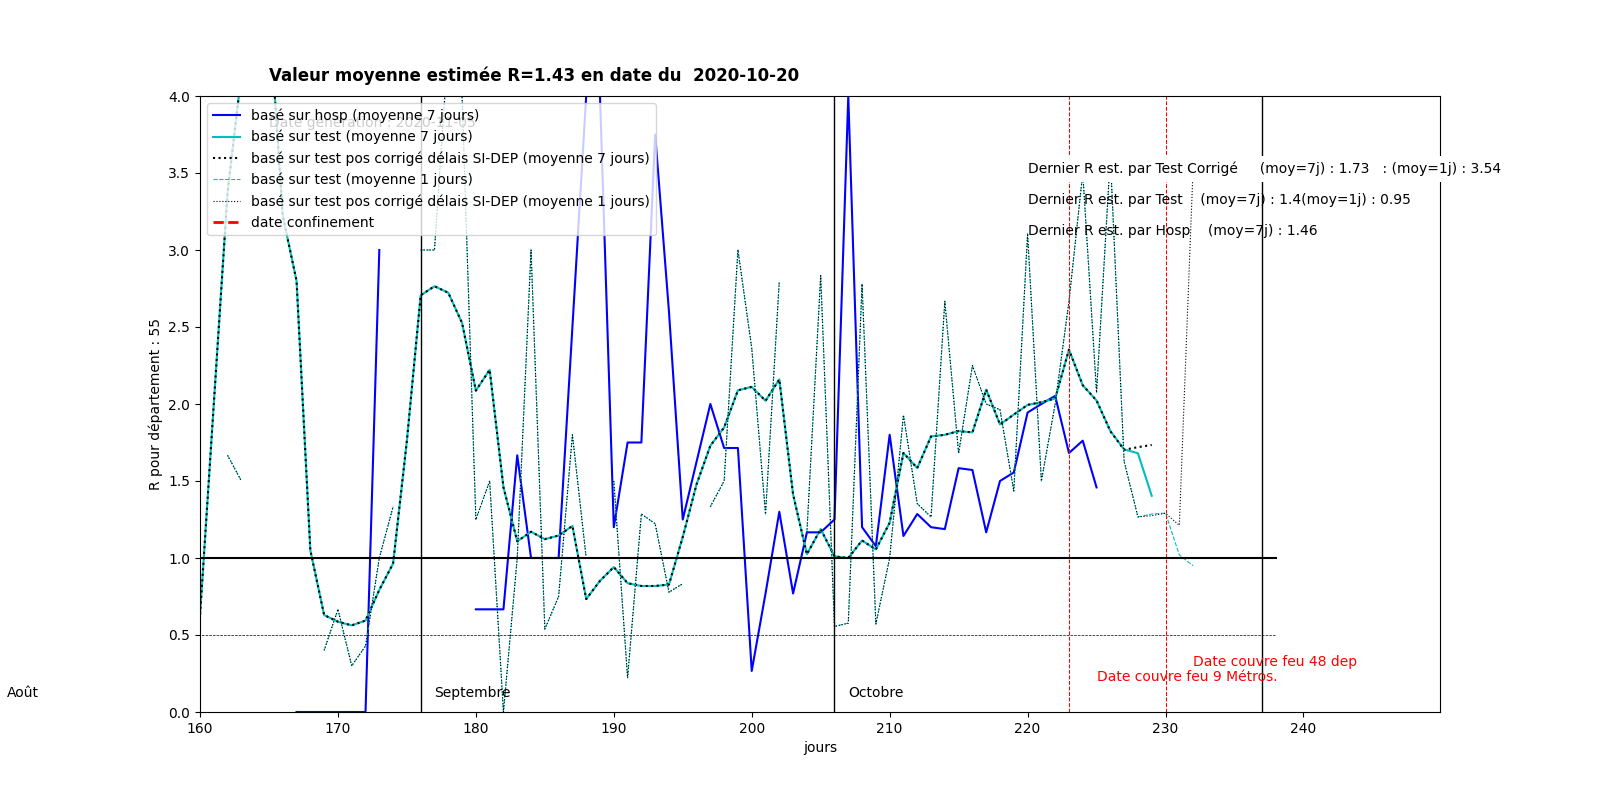 Valeur moyenne estimée R=1.43 en date du  2020-10-20
basé sur hosp (moyenne 7 jours)
Date génération : 2020-11-05
basé sur test (moyenne 7 jours)
basé sur test pos corrigé délais SI-DEP (moyenne 7 jours)
basé sur test (moyenne 1 jours)
basé sur test pos corrigé délais SI-DEP (moyenne 1 jours)
date confinement
Dernier R est. par Test Corrigé (moy=7j) : 1.73 : (moy=1j) : 3.54
Dernier R est. par Test (moy=7j) : 1.4(moy=1j) : 0.95
Dernier R est. par Hosp (moy=7j) : 1.46
4.0
3.5
3.0
2.5
2.0
1.5
1.0
0.5
0.0
R pour département : 55
Date couvre feu 48 dep
Date couvre feu 9 Métros.
Août
Septembre
Octobre
160 170 180 190 200 210 220 230 240
jours